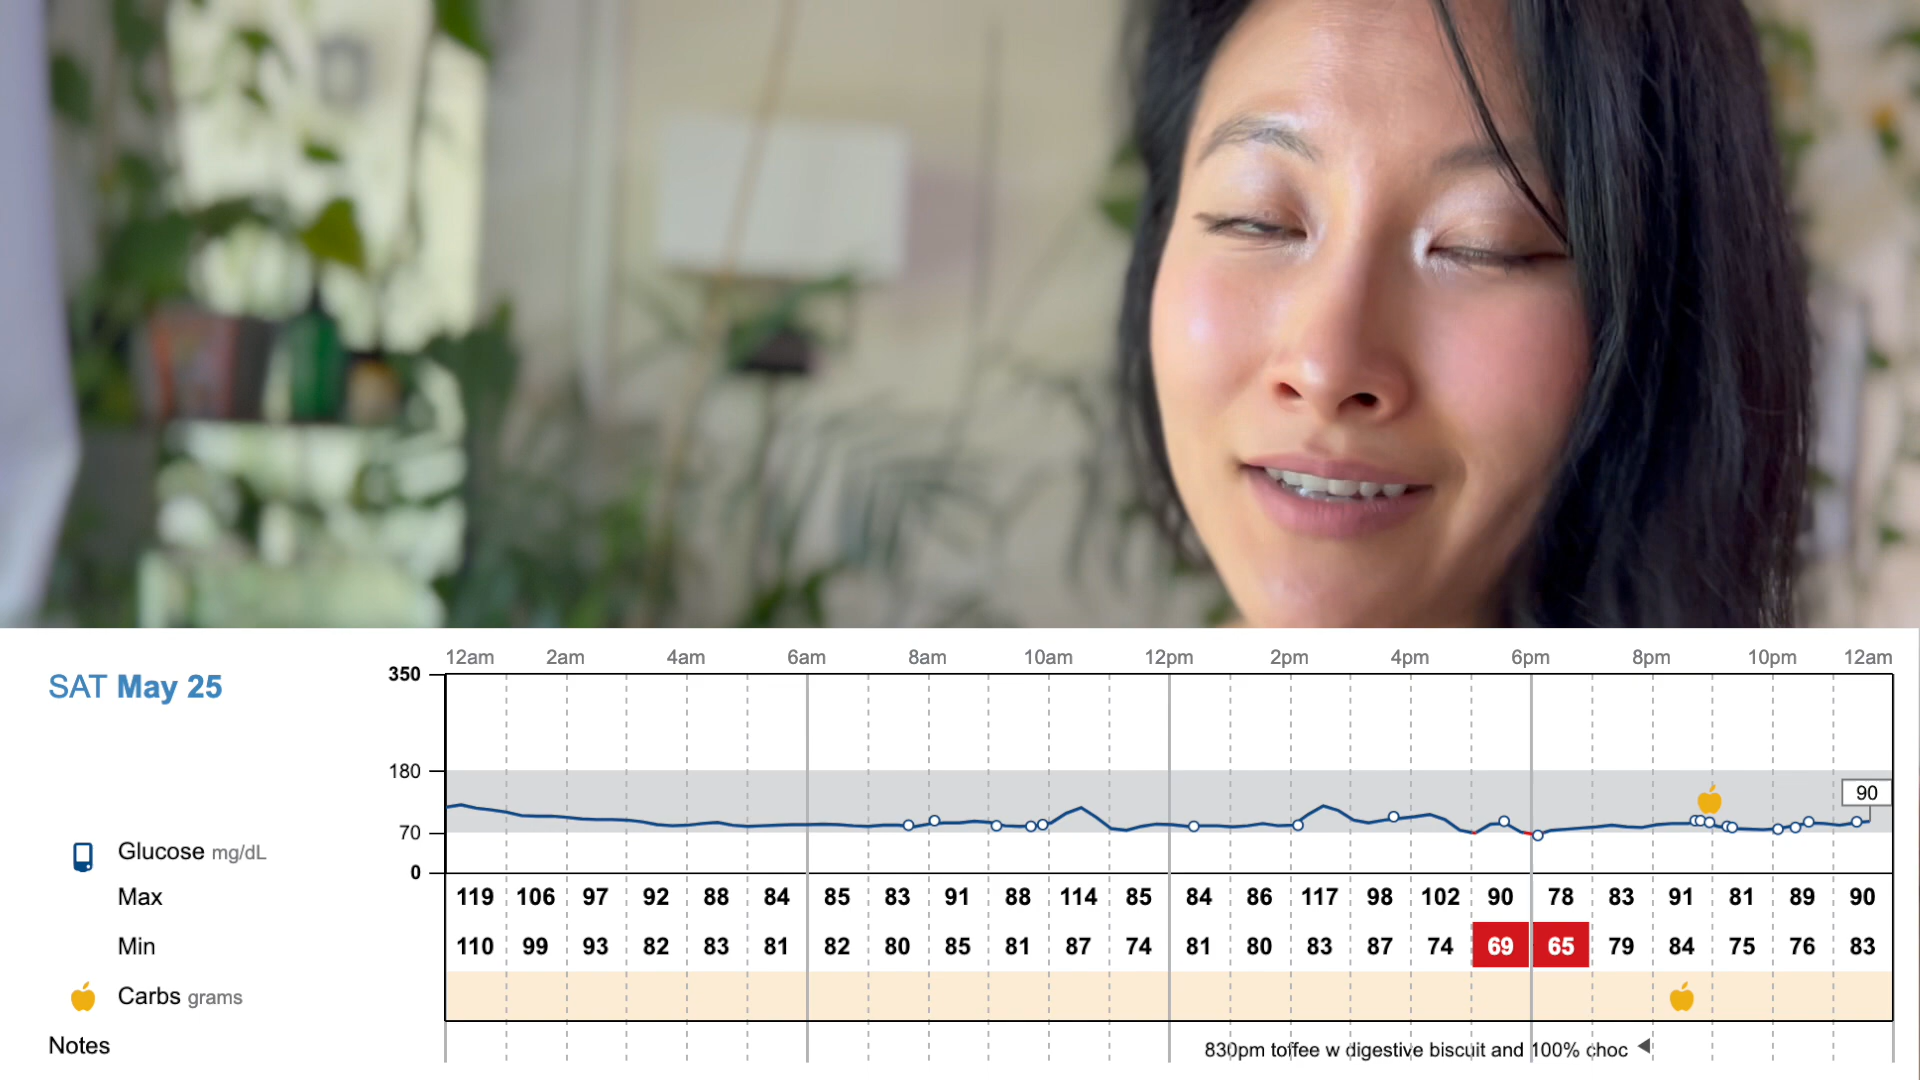 12am 2am 4am 6am 8am 10am 12pm 2pm 4pm 6pm 8pm 10pm 12am
SAT May 25
350
180
90
70
0
Glucose mg/dL
Max 119 106 97 92 88 84 85 83 91 88 114 85 84 86 117 98 102 90 78 83 91 81 89 90
Min 110 99 93 82 83 81 82 80 85 81 87 74 81 80 83 87 74 69 65 79 84 75 76 83
Carbs grams
Notes 830pm toffee w digestive biscuit and 100% choc